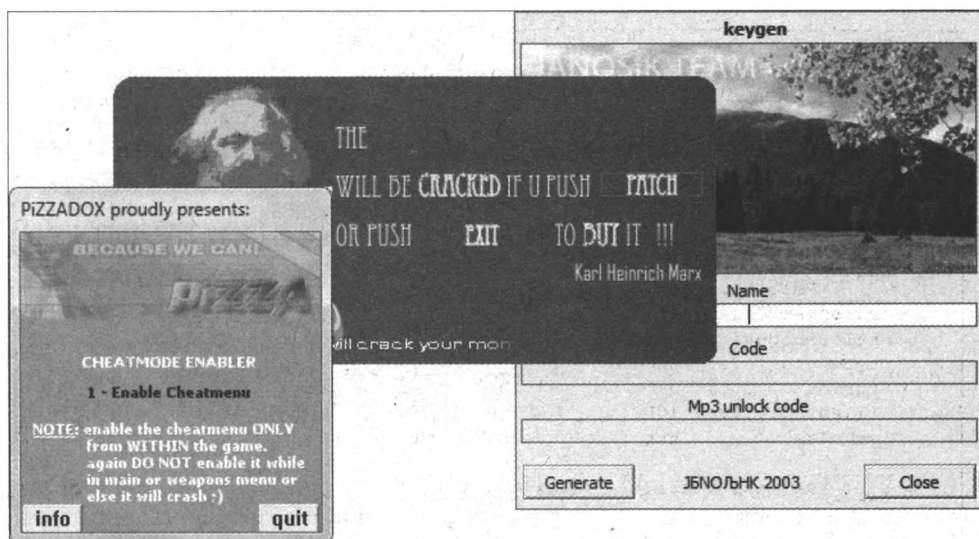 keygen
JANOSIK TEAM
THE
WILL BE CRACKED IF U PUSH PATCH
OR PUSH EXIT TO BUT IT !!!
Karl Heinrich Marx
will crack your mon
PiZZADOX proudly presents:
BECAUSE WE CAN!
PiZZA
CHEATMODE ENABLER
1 - Enable Cheatmenu
NOTE: enable the cheatmenu ONLY
from WITHIN the game.
again DO NOT enable it while
in main or weapons menu or
else it will crash :)
info quit
Name
Code
Mp3 unlock code
Generate JБNOЉHK 2003 Close